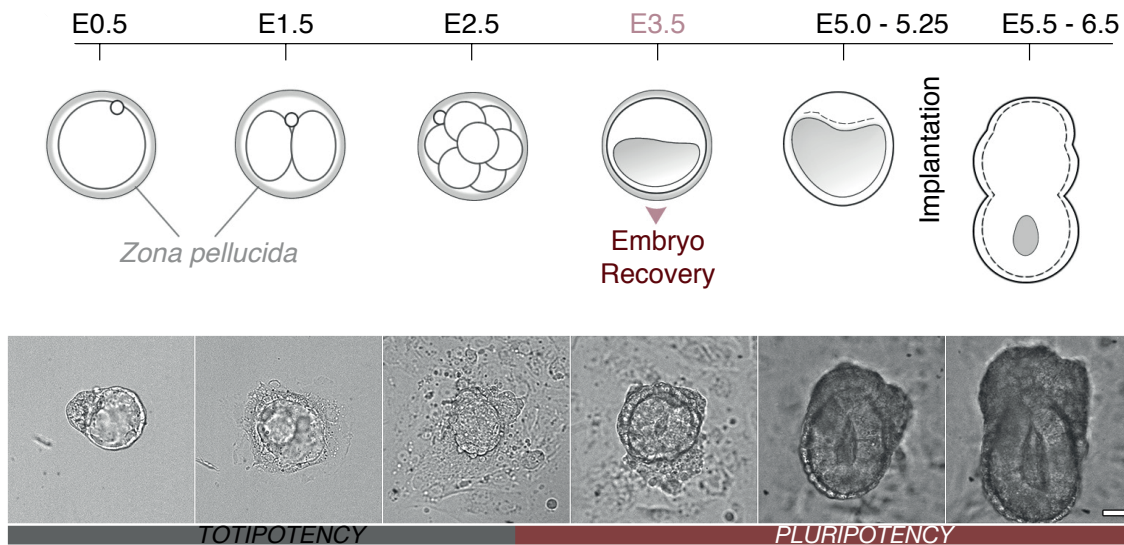 E0.5 E1.5 E2.5 E3.5 E5.0 - 5.25 E5.5 - 6.5
Implantation
Zona pellucida
Embryo
Recovery
TOTIPOTENCY PLURIPOTENCY